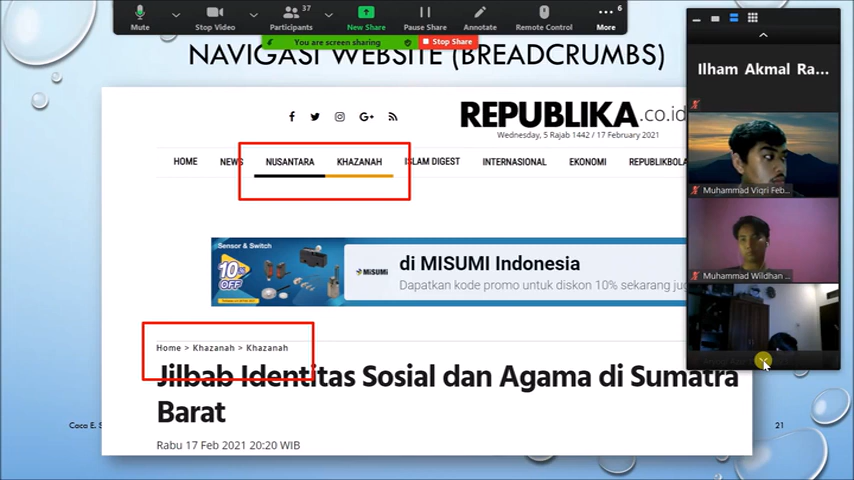 37
6
Mute
Stop Video
Participants
New Share
Pause Share
Annotate
Remote Control
More
You are screen sharing
Stop Share
NAVIGASI WEBSITE (BREADCRUMBS)
Ilham Akmal Ra...
REPUBLIKA.co.id
Wednesday, 5 Rajab 1442 / 17 February 2021
HOME NEWS NUSANTARA KHAZANAH ISLAM DIGEST INTERNASIONAL EKONOMI REPUBLIKBOLA
Muhammad Viqri Feb...
Sensor & Switch
10%
OFF
MISUMI
di MISUMI Indonesia
Dapatkan kode promo untuk diskon 10% sekarang
Muhammad Wildhan ...
Home > Khazanah > Khazanah
Jilbab Identitas Sosial dan Agama di Sumatra
Barat
Coca E. S
21
Rabu 17 Feb 2021 20:20 WIB